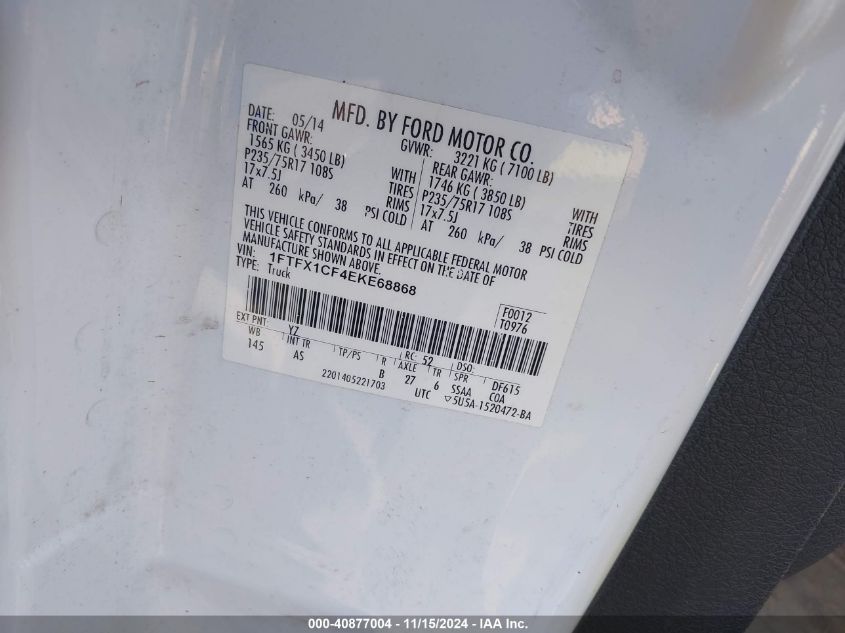 MFD. BY FORD MOTOR CO.
DATE: 05/14 GVWR: 3221 KG ( 7100 LB)
FRONT GAWR: REAR GAWR:
1565 KG ( 3450 LB) WITH 1746 KG ( 3850 LB) WITH
P235/75R17 108S TIRES P235/75R17 108S TIRES
17x7.5J RIMS 17x7.5J RIMS
AT 260 kPa/ 38 PSI COLD AT 260 kPa/ 38 PSI COLD
THIS VEHICLE CONFORMS TO ALL APPLICABLE FEDERAL MOTOR
VEHICLE SAFETY STANDARDS IN EFFECT ON THE DATE OF
MANUFACTURE SHOWN ABOVE.
VIN: 1FTFX1CF4EKE68868
TYPE: Truck
F0012
T0976
EXT PNT: YZ RC: 52 DSO:
WB INT TR TP/PS R AXLE TR SPR DF615
145 AS B 27 6 SSAA COA
2201405221703 UTC ▽5U5A-1520472-BA
000-40877004 - 11/15/2024 - IAA Inc.